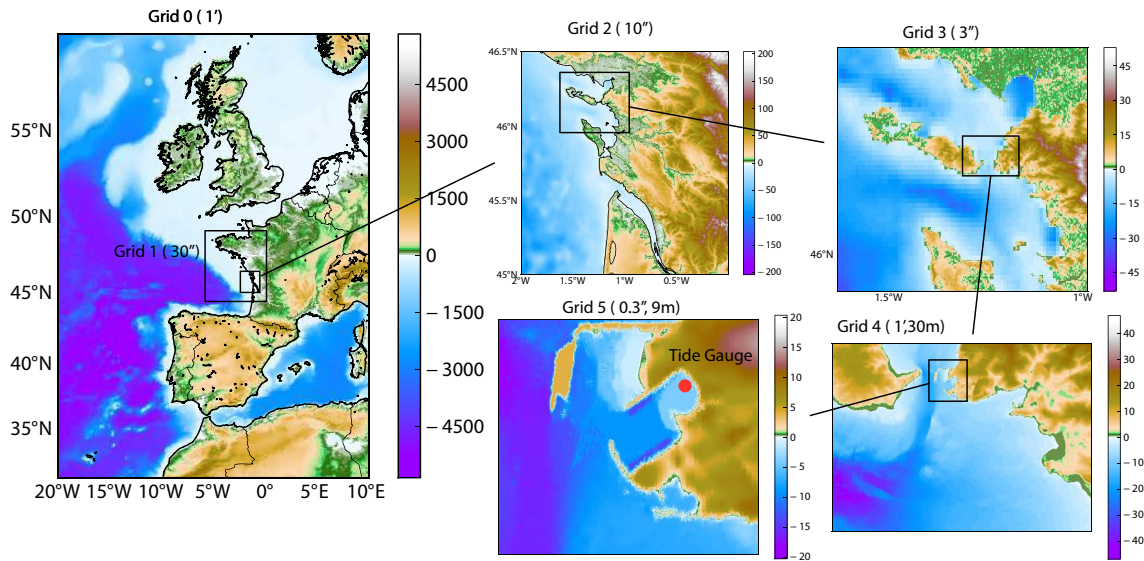 Grid 0 ( 1')
55°N
50°N
45°N
40°N
35°N
20°W 15°W 10°W 5°W 0° 5°E 10°E
Grid 1 ( 30”)
4500
3000
1500
0
−1500
−3000
−4500
Grid 2 ( 10”)
46.5°N
46°N
45.5°N
45°N
2°W 1.5°W 1°W 0.5°W
200
150
100
50
0
−50
−100
−150
−200
Grid 3 ( 3”)
46°N
1.5°W 1°W
45
30
15
0
−15
−30
−45
Grid 5 ( 0.3”, 9m)
Tide Gauge
20
15
10
5
0
−5
−10
−15
−20
Grid 4 ( 1’,30m)
40
30
20
10
0
−10
−20
−30
−40